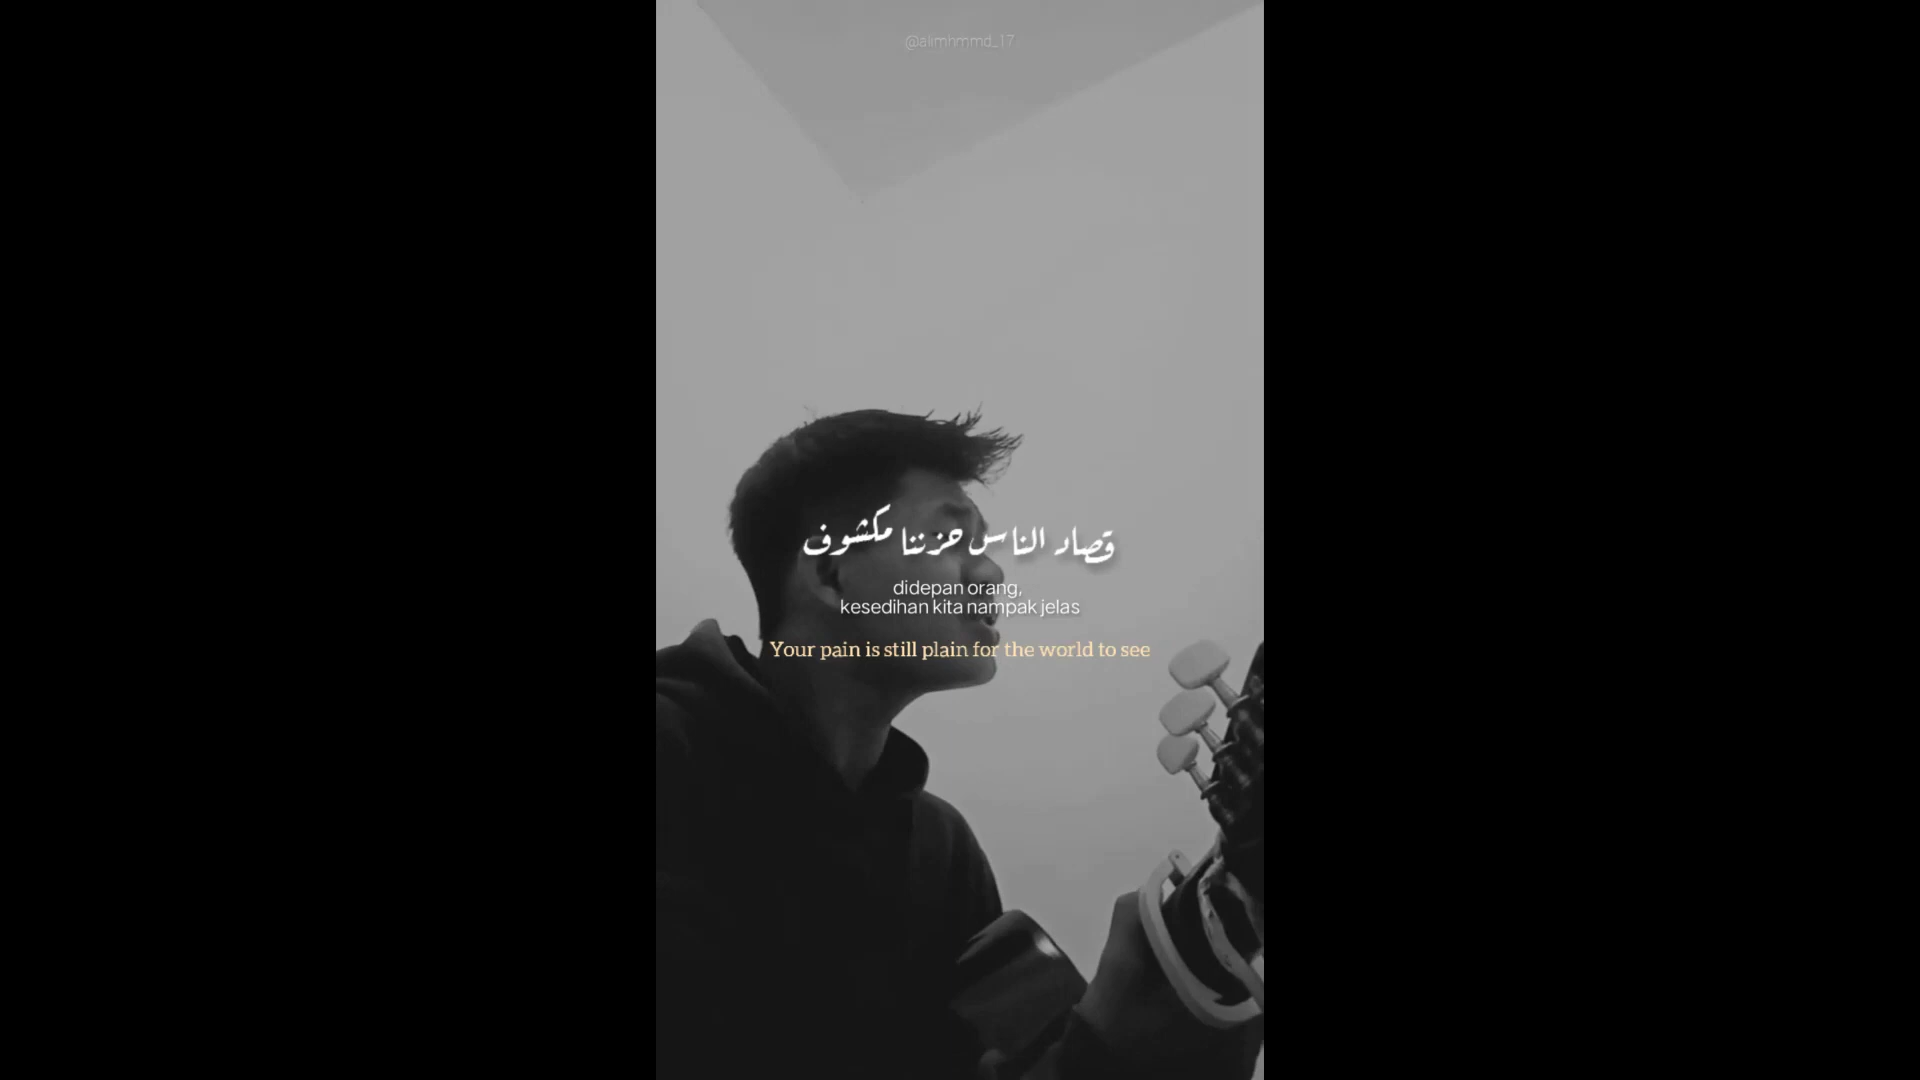 @alimhmmd_17
قصاد الناس حزننا مكشوف
didepan orang,
kesedihan kita nampak jelas
Your pain is still plain for the world to see